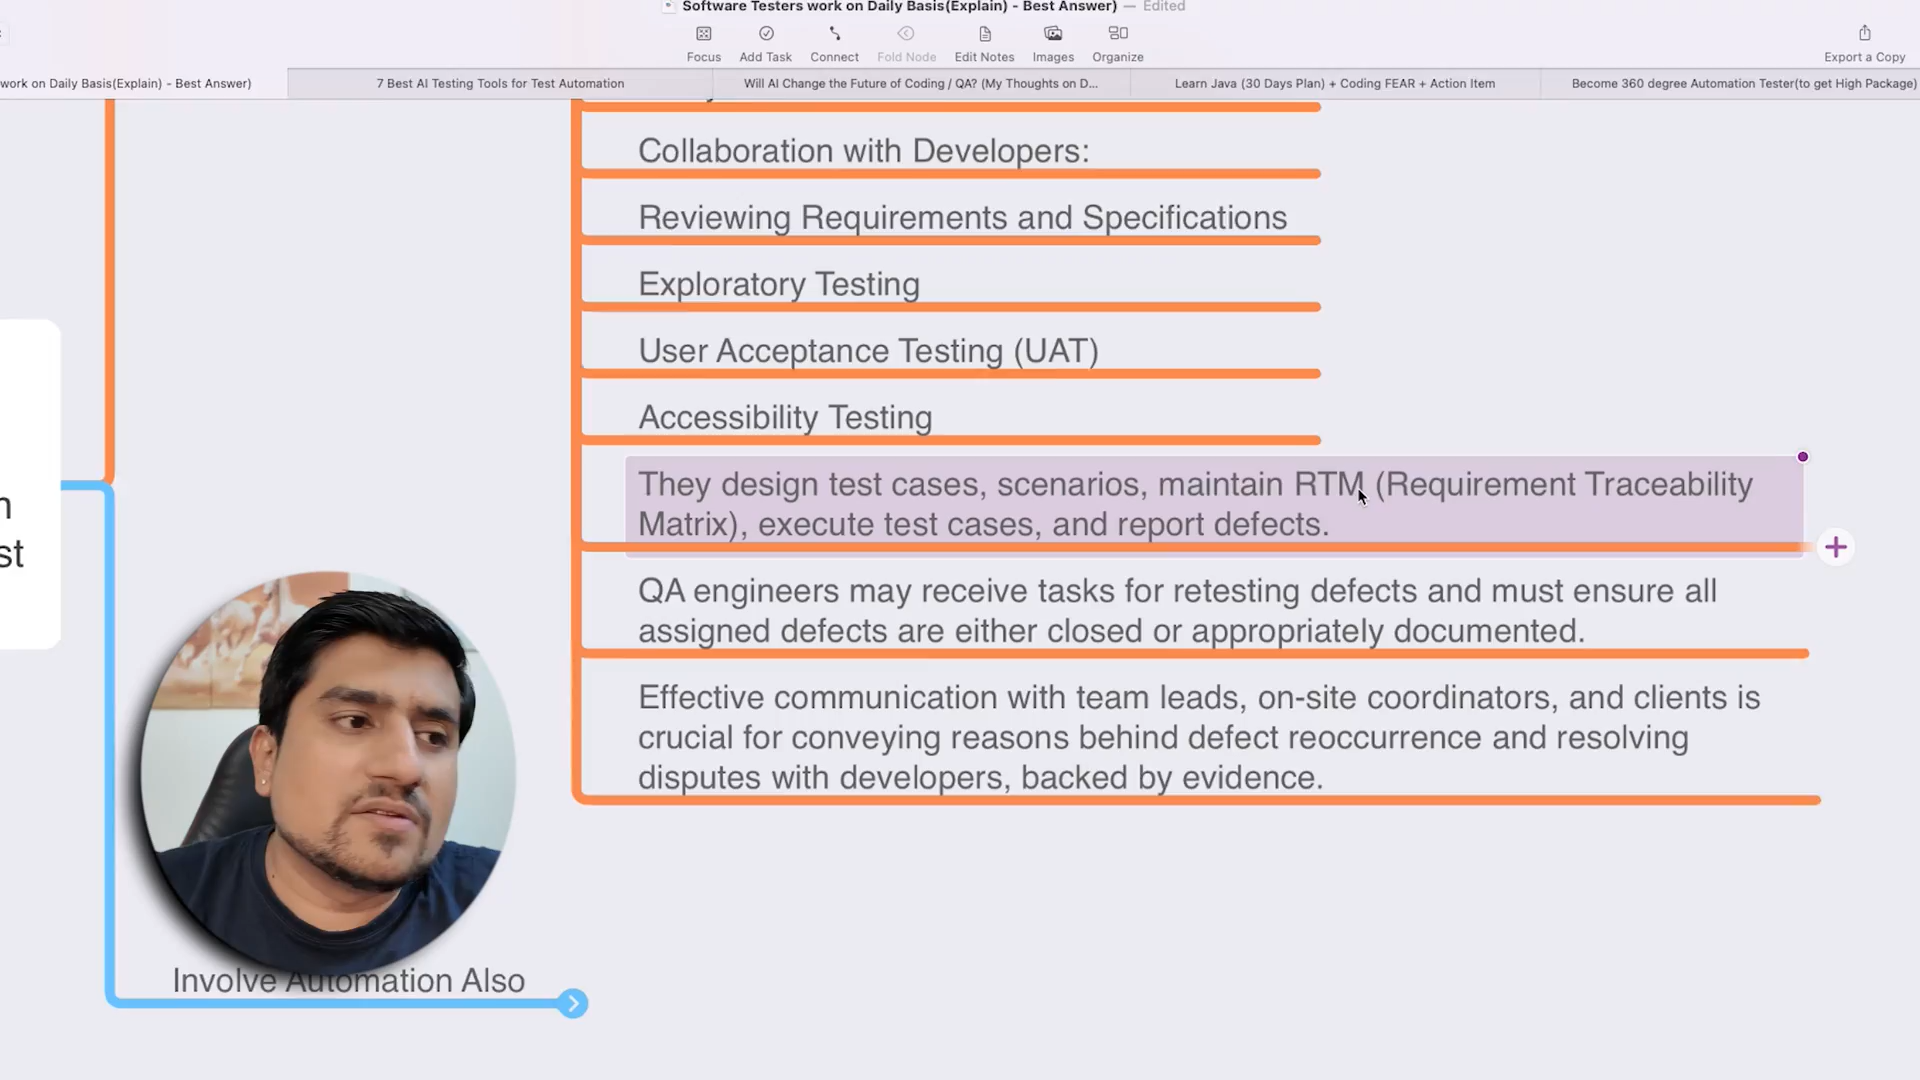 Software Testers work on Daily Basis(Explain) - Best Answer) — Edited
Focus
Add Task
Connect
Fold Node
Edit Notes
Images
Organize
Export a Copy
work on Daily Basis(Explain) - Best Answer)
7 Best AI Testing Tools for Test Automation
Will AI Change the Future of Coding / QA? (My Thoughts on D...
Learn Java (30 Days Plan) + Coding FEAR + Action Item
Become 360 degree Automation Tester(to get High Package)
Collaboration with Developers:
Reviewing Requirements and Specifications
Exploratory Testing
User Acceptance Testing (UAT)
Accessibility Testing
They design test cases, scenarios, maintain RTM (Requirement Traceability
Matrix), execute test cases, and report defects.
QA engineers may receive tasks for retesting defects and must ensure all
assigned defects are either closed or appropriately documented.
Effective communication with team leads, on-site coordinators, and clients is
crucial for conveying reasons behind defect reoccurrence and resolving
disputes with developers, backed by evidence.
Involve Automation Also